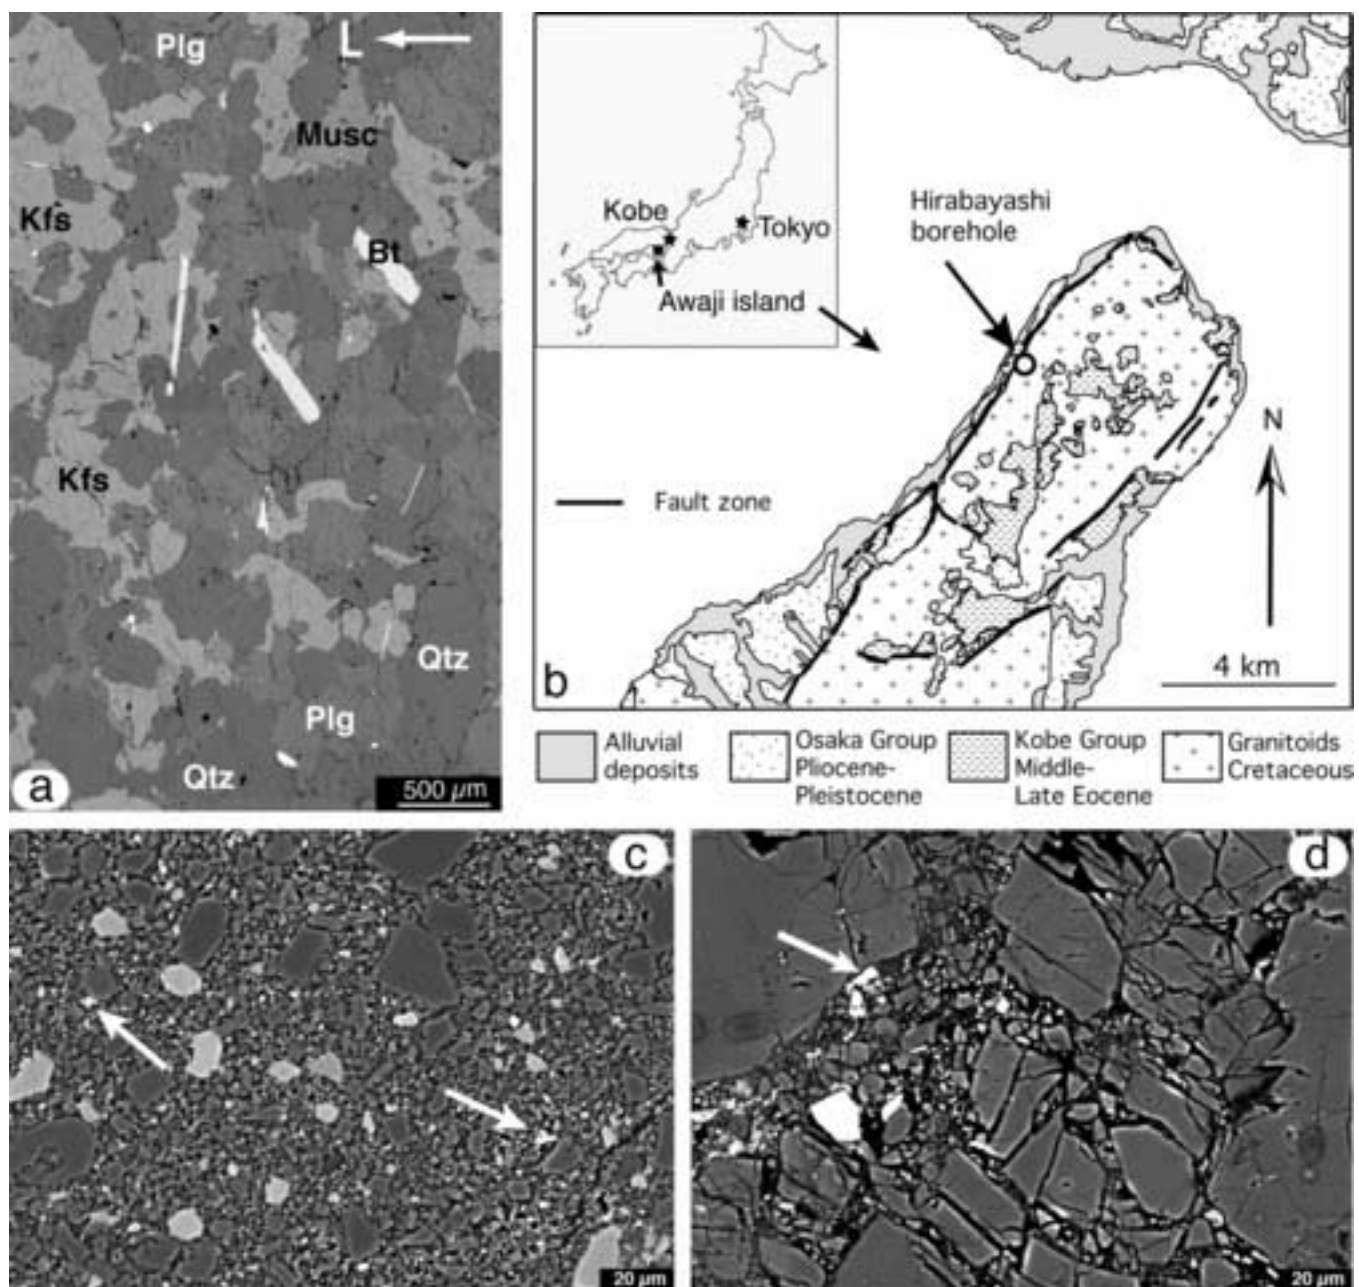 a
Plg
L
Musc
Kfs
Bt
Kfs
Qtz
Plg
Qtz
500 µm
Kobe
Tokyo
Awaji island
Hirabayashi
borehole
N
Fault zone
4 km
b
Alluvial
deposits
Osaka Group
Pliocene-
Pleistocene
Kobe Group
Middle-
Late Eocene
Granitoids
Cretaceous
c
20 µm
d
20 µm